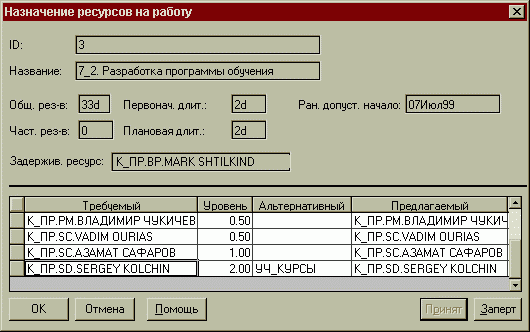 Назначение ресурсов на работу
ID: 3
Название: 7_2. Разработка программы обучения
Общ. рез-в: 33d Первонач. длит.: 2d Ран. допуст. начало: 07Июл99
Част. рез-в: 0 Плановая длит.: 2d
Задержив. ресурс: К_ПР.ВР.MARK SHTILKIND
Требуемый Уровень Альтернативный Предлагаемый
К_ПР.PM.ВЛАДИМИР ЧУКИЧЕВ 0.50 К_ПР.PM.ВЛАДИМИР ЧУКИЧ
К_ПР.SC.VADIM OURIAS 0.50 К_ПР.SC.VADIM OURIAS
К_ПР.SC.АЗАМАТ САФАРОВ 1.00 К_ПР.SC.АЗАМАТ САФАРОВ
К_ПР.SD.SERGEY KOLCHIN 2.00 УЧ_КУРСЫ К_ПР.SD.SERGEY KOLCHIN
OK Отмена Помощь Принят Заперт